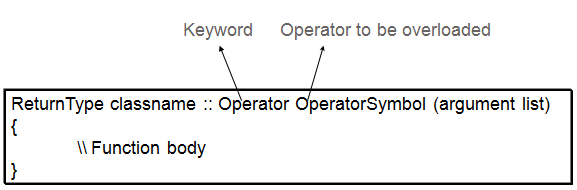 Keyword Operator to be overloaded
ReturnType classname :: Operator OperatorSymbol (argument list)
{
\\ Function body
}